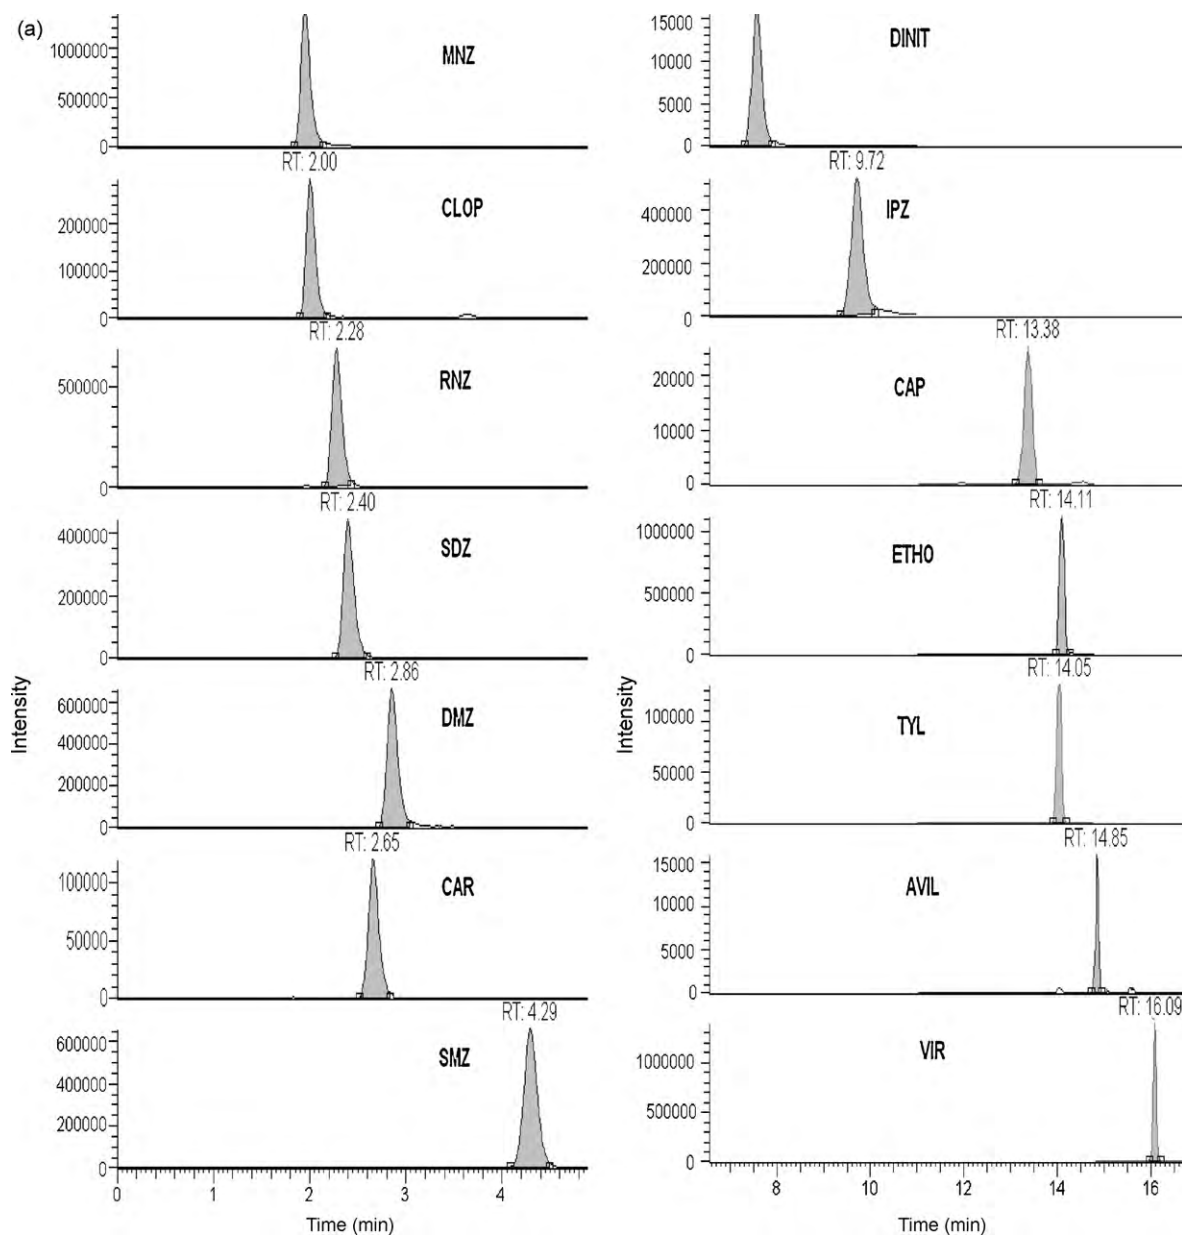 (a)
MNZ
1000000
500000
0
RT: 2.00
CLOP
200000
100000
0
RT: 2.28
RNZ
500000
0
RT: 2.40
SDZ
400000
200000
0
RT: 2.86
DMZ
600000
400000
200000
0
RT: 2.65
CAR
100000
50000
0
RT: 4.29
SMZ
600000
400000
200000
0
0 1 2 3 4
Time (min)
Intensity
DINIT
15000
10000
5000
0
RT: 9.72
IPZ
400000
200000
0
RT: 13.38
CAP
20000
10000
0
RT: 14.11
ETHO
1000000
500000
0
RT: 14.05
TYL
100000
50000
0
RT: 14.85
AVIL
15000
10000
5000
0
RT: 16.09
VIR
1000000
500000
0
8 10 12 14 16
Time (min)
Intensity